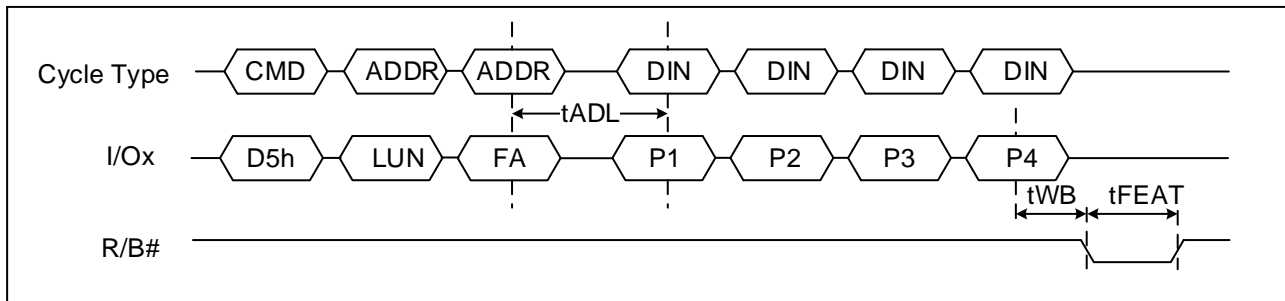 Cycle Type CMD ADDR ADDR DIN DIN DIN DIN
tADL
I/Ox D5h LUN FA P1 P2 P3 P4
tWB tFEAT
R/B#